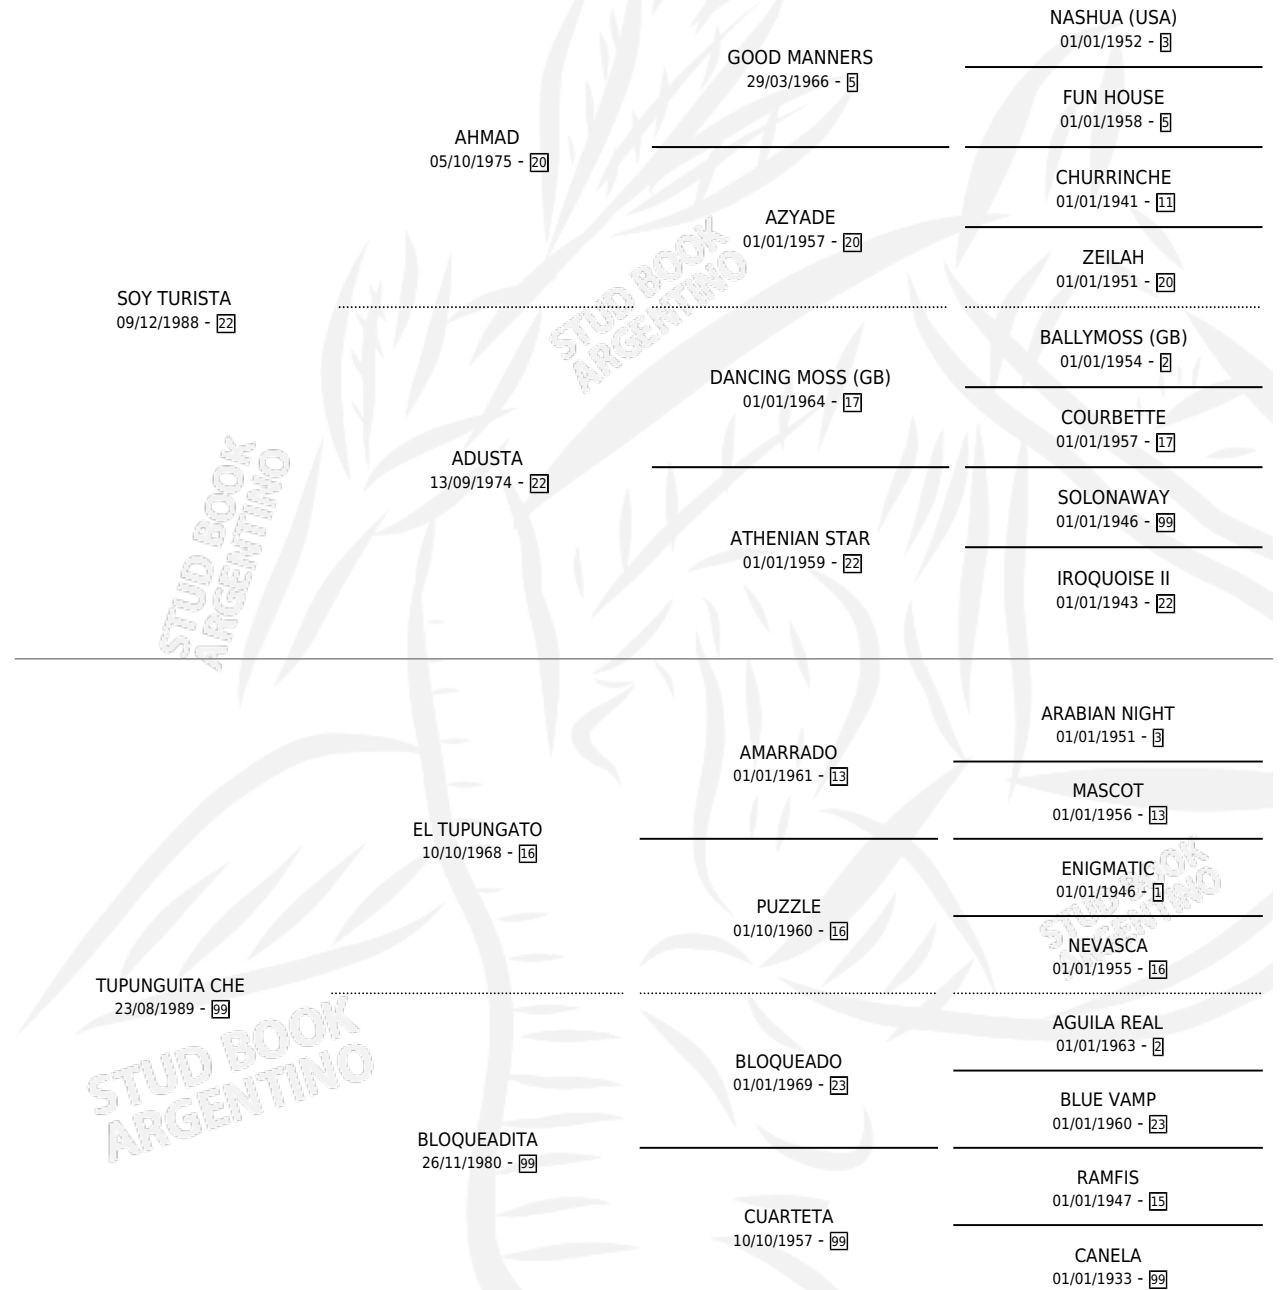 NASHUA (USA)
01/01/1952 - 3
GOOD MANNERS
29/03/1966 - 5
FUN HOUSE
01/01/1958 - 5
AHMAD
05/10/1975 - 20
CHURRINCHE
01/01/1941 - 11
AZYADE
01/01/1957 - 20
ZEILAH
01/01/1951 - 20
SOY TURISTA
09/12/1988 - 22
BALLYMOSS (GB)
01/01/1954 - 2
DANCING MOSS (GB)
01/01/1964 - 17
COURBETTE
01/01/1957 - 17
ADUSTA
13/09/1974 - 22
SOLONAWAY
01/01/1946 - 99
ATHENIAN STAR
01/01/1959 - 22
IROQUOISE II
01/01/1943 - 22
ARABIAN NIGHT
01/01/1951 - 3
AMARRADO
01/01/1961 - 13
MASCOT
01/01/1956 - 13
EL TUPUNGATO
10/10/1968 - 16
ENIGMATIC
01/01/1946 - 1
PUZZLE
01/10/1960 - 16
NEVASCA
01/01/1955 - 16
TUPUNGUITA CHE
23/08/1989 - 99
AGUILA REAL
01/01/1963 - 2
BLOQUEADO
01/01/1969 - 23
BLUE VAMP
01/01/1960 - 23
BLOQUEADITA
26/11/1980 - 99
RAMFIS
01/01/1947 - 15
CUARTETA
10/10/1957 - 99
CANELA
01/01/1933 - 99
STUD BOOK
ARGENTINO
STUD BOOK
ARGENTINO
STUD BOOK
ARGENTINO
STUD BOOK
ARGENTINO